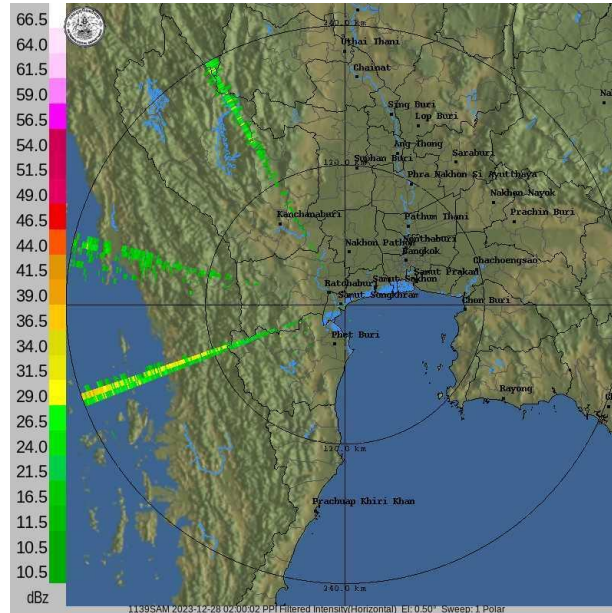 66.5
64.0
61.5
59.0
56.5
54.0
51.5
49.0
46.5
44.0
41.5
39.0
36.5
34.0
31.5
29.0
26.5
24.0
21.5
16.5
13.5
10.5
10.5
dBz
240.0 km
Uthai Thani
Chainat
Sing Buri
Lop Buri
Ang Thong
Saraburi
120.0 km
Suphan Buri
Phra Nakhon Si Ayutthaya
Nakhon Nayok
Kanchanaburi
Prachin Buri
Pathum Thani
Nonthaburi
Nakhon Pathom
Bangkok
Chachoengsao
Samut Prakan
Samut Sakhon
Ratchaburi
Samut Songkhram
Chon Buri
Phet Buri
Rayong
120.0 km
Prachuap Khiri Khan
240.0 km
1139SAM 2023-12-28 02:00:02 PPI Filtered Intensity(Horizontal) El: 0.50° Sweep: 1 Polar